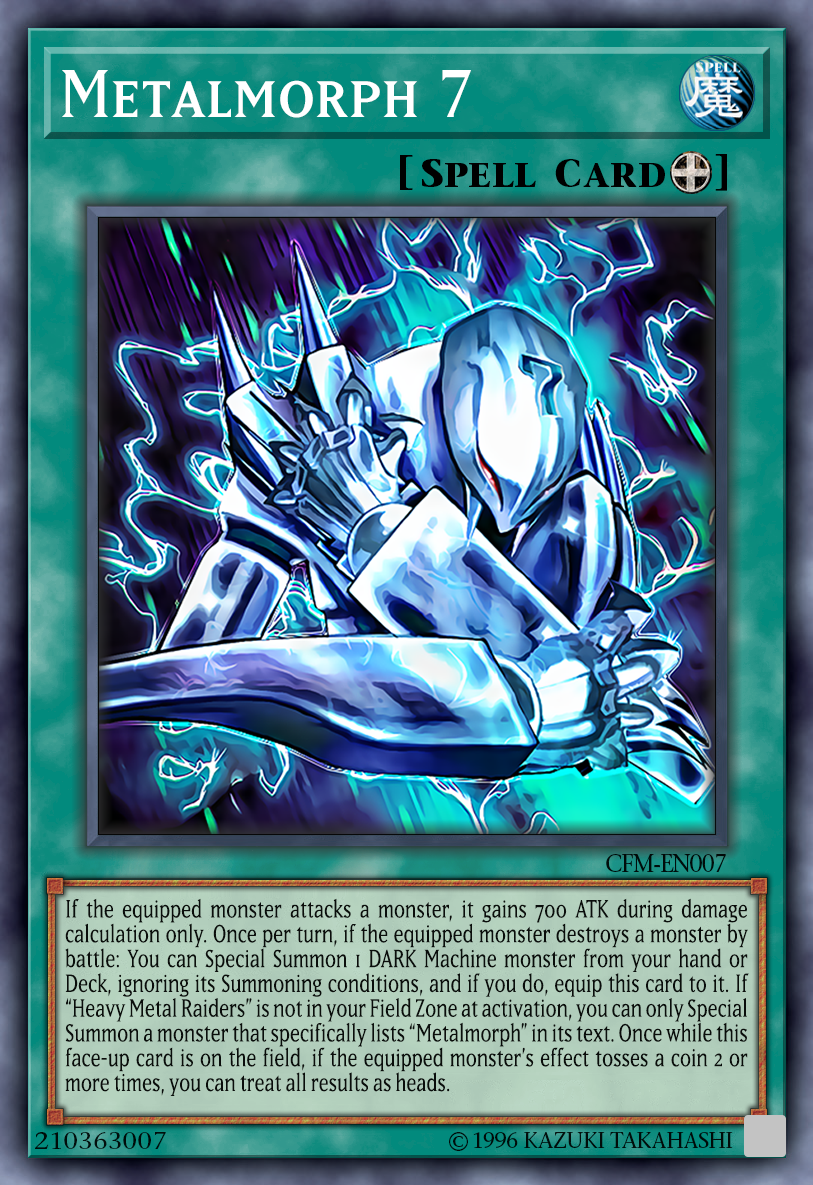 METALMORPH 7
SPELL
魔
[SPELL CARD]
7
CFM-EN007
If the equipped monster attacks a monster, it gains 700 ATK during damage
calculation only. Once per turn, if the equipped monster destroys a monster by
battle: You can Special Summon 1 DARK Machine monster from your hand or
Deck, ignoring its Summoning conditions, and if you do, equip this card to it. If
“Heavy Metal Raiders” is not in your Field Zone at activation, you can only Special
Summon a monster that specifically lists “Metalmorph” in its text. Once while this
face-up card is on the field, if the equipped monster’s effect tosses a coin 2 or
more times, you can treat all results as heads.
210363007
© 1996 KAZUKI TAKAHASHI